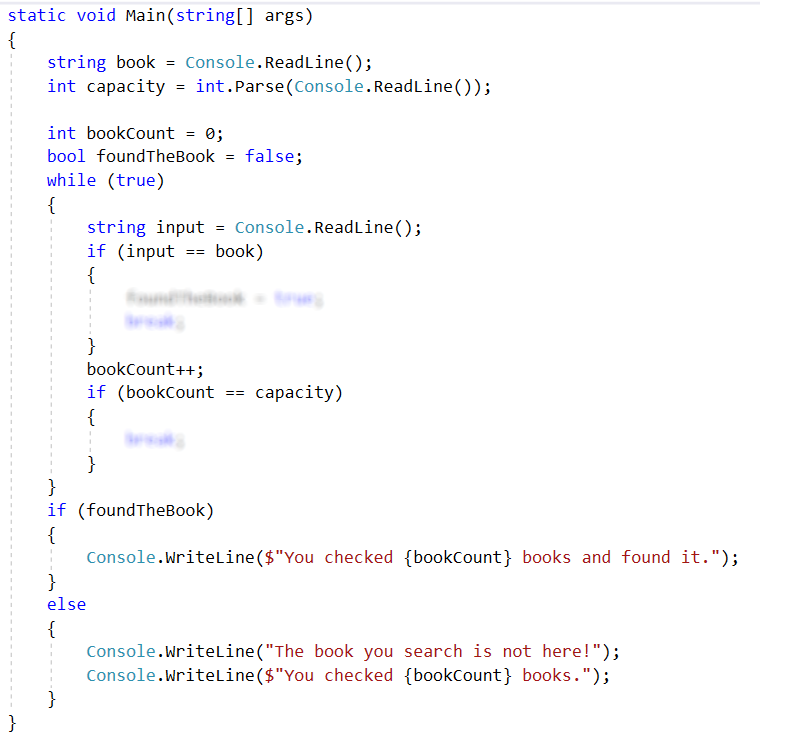 static void Main(string[] args)
{
string book = Console.ReadLine();
int capacity = int.Parse(Console.ReadLine());
int bookCount = 0;
bool foundTheBook = false;
while (true)
{
string input = Console.ReadLine();
if (input == book)
{
}
bookCount++;
if (bookCount == capacity)
{
}
}
if (foundTheBook)
{
Console.WriteLine($"You checked {bookCount} books and found it.");
}
else
{
Console.WriteLine("The book you search is not here!");
Console.WriteLine($"You checked {bookCount} books.");
}
}